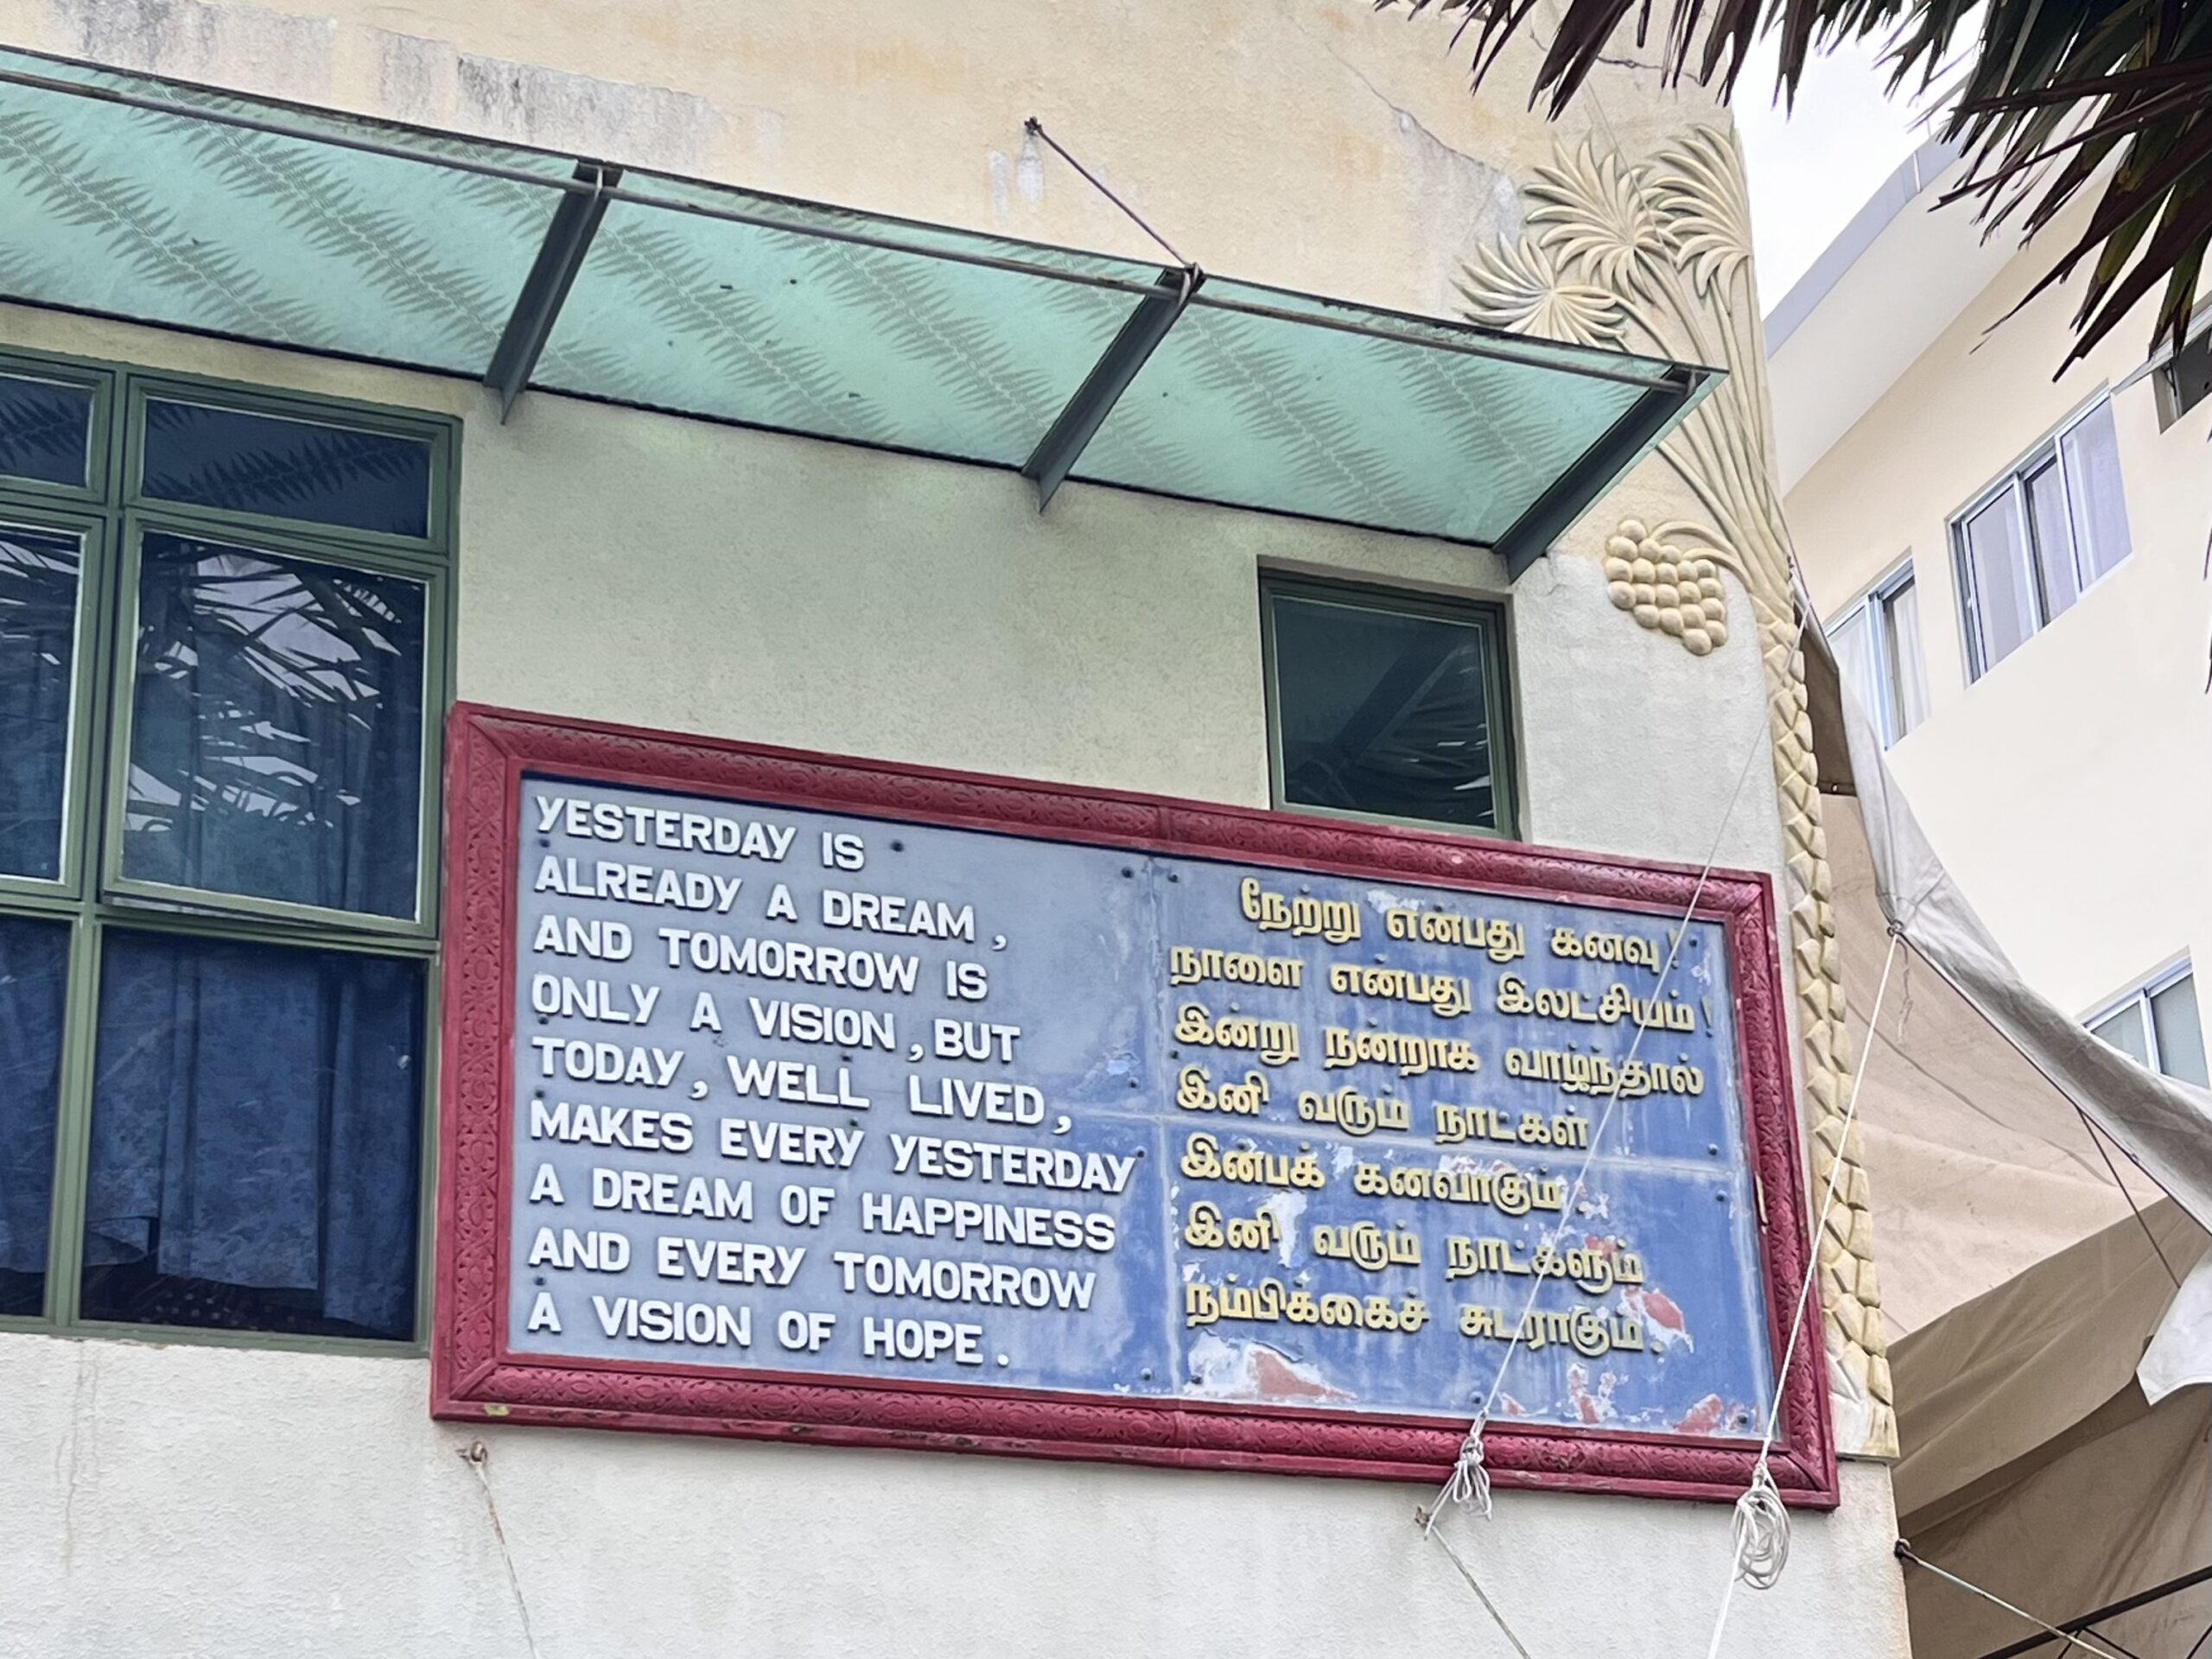 YESTERDAY IS
ALREADY A DREAM,
AND TOMORROW IS
ONLY A VISION, BUT
TODAY, WELL LIVED,
MAKES EVERY YESTERDAY
A DREAM OF HAPPINESS
AND EVERY TOMORROW
A VISION OF HOPE.
நேற்று என்பது கனவு!
நாளை என்பது இலட்சியம்!
இன்று நன்றாக வாழ்ந்தால்
இனி வரும் நாட்கள்
இன்பக் கனவாகும்.
இனி வரும் நாட்களும்
நம்பிக்கைச் சுடராகும்.